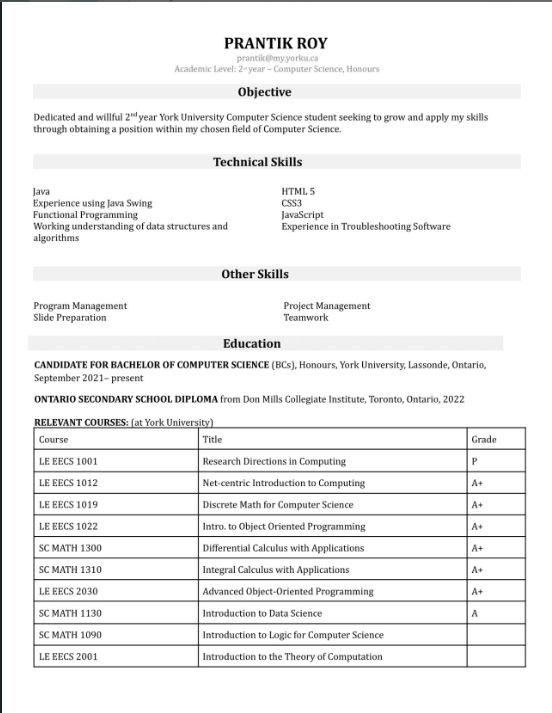 PRANTIK ROY
prantik@my.yorku.ca
Academic Level: 2nd year – Computer Science, Honours
Objective
Dedicated and willful 2nd year York University Computer Science student seeking to grow and apply my skills
through obtaining a position within my chosen field of Computer Science.
Technical Skills
Java
Experience using Java Swing
Functional Programming
Working understanding of data structures and
algorithms
HTML 5
CSS3
JavaScript
Experience in Troubleshooting Software
Other Skills
Program Management
Slide Preparation
Project Management
Teamwork
Education
CANDIDATE FOR BACHELOR OF COMPUTER SCIENCE (BCs), Honours, York University, Lassonde, Ontario,
September 2021– present
ONTARIO SECONDARY SCHOOL DIPLOMA from Don Mills Collegiate Institute, Toronto, Ontario, 2022
RELEVANT COURSES: (at York University)
Course Title Grade
LE EECS 1001 Research Directions in Computing P
LE EECS 1012 Net-centric Introduction to Computing A+
LE EECS 1019 Discrete Math for Computer Science A+
LE EECS 1022 Intro. to Object Oriented Programming A+
SC MATH 1300 Differential Calculus with Applications A+
SC MATH 1310 Integral Calculus with Applications A+
LE EECS 2030 Advanced Object-Oriented Programming A+
SC MATH 1130 Introduction to Data Science A
SC MATH 1090 Introduction to Logic for Computer Science
LE EECS 2001 Introduction to the Theory of Computation